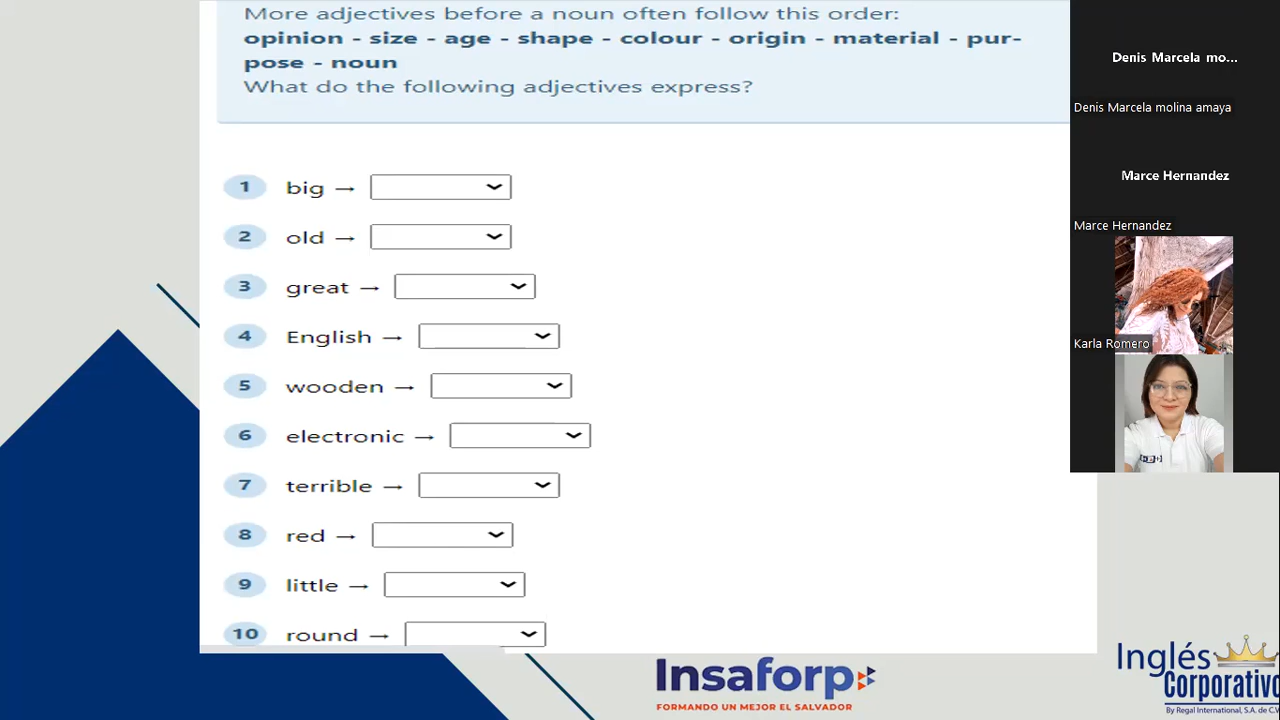 More adjectives before a noun often follow this order:
opinion - size - age - shape - colour - origin - material - pur-
pose - noun
What do the following adjectives express?
1 big →
2 old →
3 great →
4 English →
5 wooden →
6 electronic →
7 terrible →
8 red →
9 little →
10 round →
Denis Marcela mo...
Denis Marcela molina amaya
Marce Hernandez
Marce Hernandez
Karla Romero
Insaforp
FORMANDO UN MEJOR EL SALVADOR
Inglés
Corporativo
By Regal International, S.A. de C.V